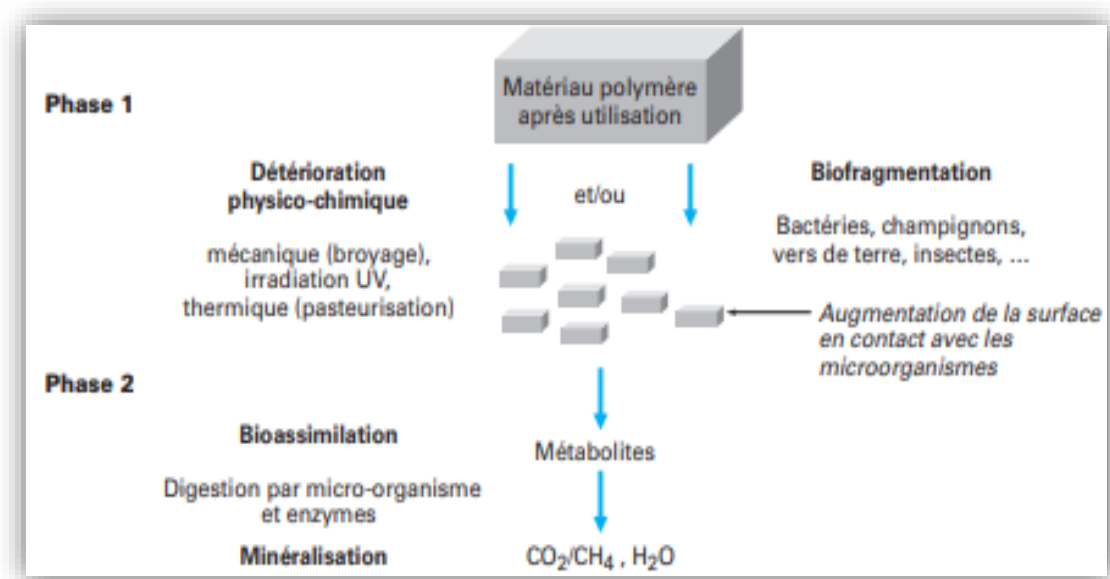 Phase 1
Matériau polymère
après utilisation
Détérioration
physico-chimique
et/ou
Biofragmentation
mécanique (broyage),
irradiation UV,
thermique (pasteurisation)
Bactéries, champignons,
vers de terre, insectes, ...
Augmentation de la surface
en contact avec les
microorganismes
Phase 2
Bioassimilation
Métabolites
Digestion par micro-organisme
et enzymes
Minéralisation
CO₂/CH₄ , H₂O